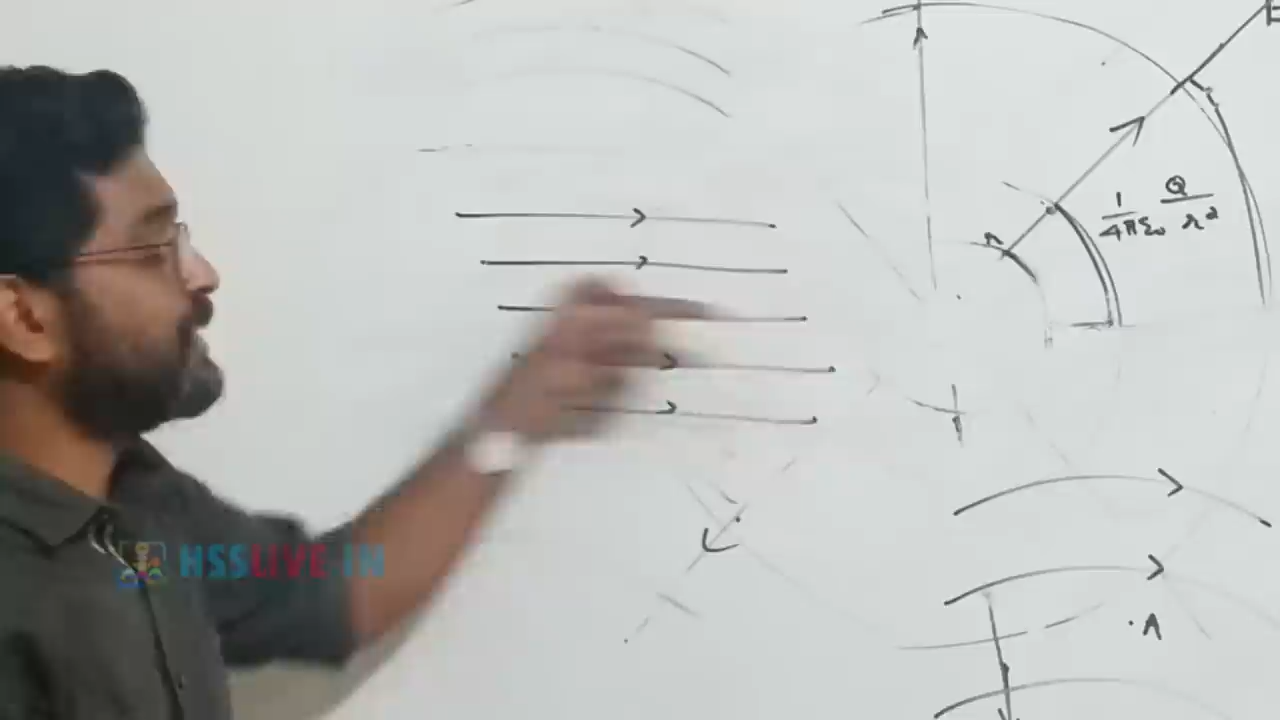 E
A
1/4πε₀ Q/r²
HSSLIVE·IN
·A